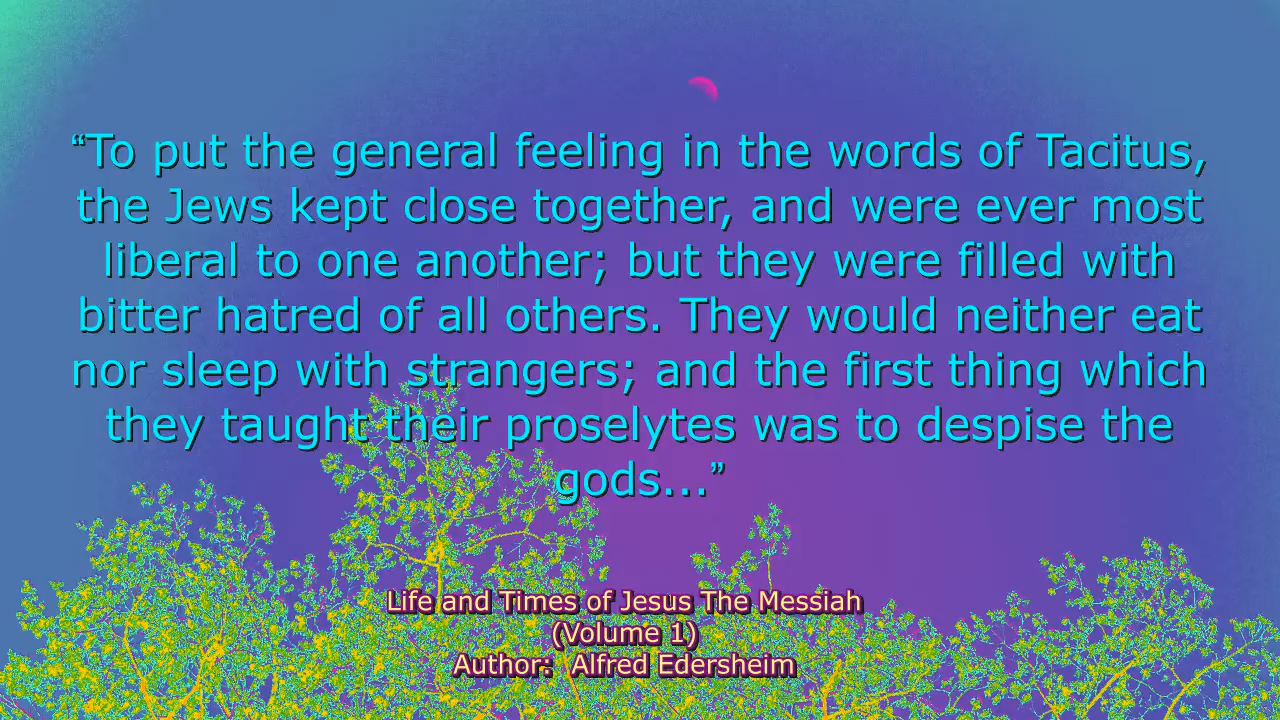 “To put the general feeling in the words of Tacitus,
the Jews kept close together, and were ever most
liberal to one another; but they were filled with
bitter hatred of all others. They would neither eat
nor sleep with strangers; and the first thing which
they taught their proselytes was to despise the
gods...”
Life and Times of Jesus The Messiah
(Volume 1)
Author:  Alfred Edersheim